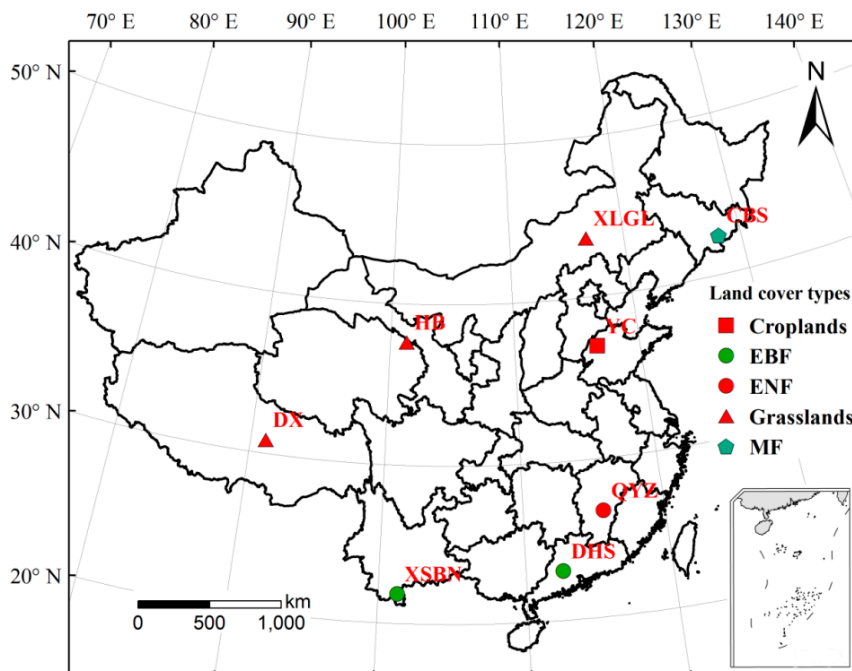 70° E 80° E 90° E 100° E 110° E 120° E 130° E 140° E
50° N
N
CBS
XLGL
40° N
Land cover types
HB
YC
Croplands
EBF
ENF
30° N
DX
Grasslands
MF
QYZ
DHS
XSBN
20° N
km
0 500 1,000